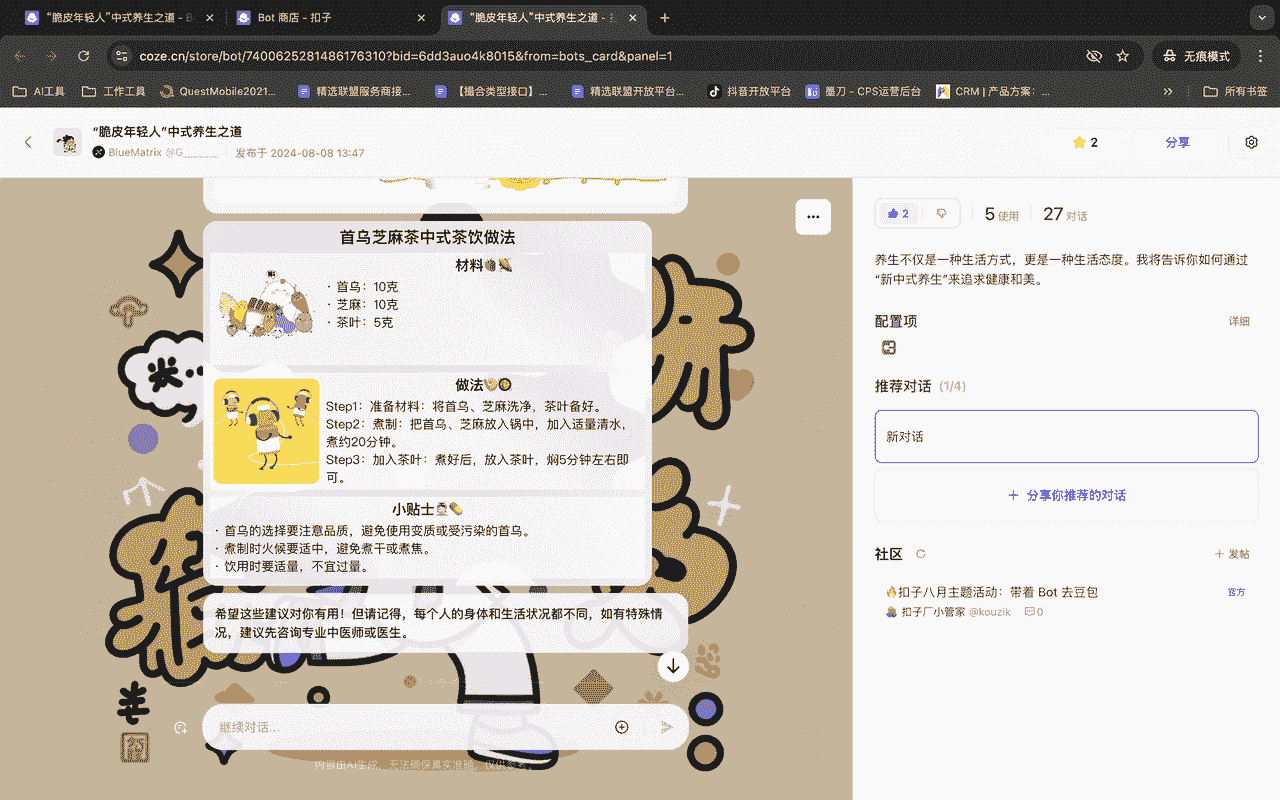 “脆皮年轻人”中式养生之道 - B
Bot 商店 - 扣子
“脆皮年轻人”中式养生之道 -
coze.cn/store/bot/7400625281486176310?bid=6dd3auo4k8015&from=bots_card&panel=1
无痕模式
AI工具
工作工具
QuestMobile2021...
精选联盟服务商接...
【撮合类型接口】...
精选联盟开放平台...
抖音开放平台
墨刀 - CPS运营后台
CRM | 产品方案：...
所有书签
“脆皮年轻人”中式养生之道
BlueMatrix @G_
发布于 2024-08-08 13:47
2
分享
首乌芝麻茶中式茶饮做法
材料
· 首乌：10克
· 芝麻：10克
· 茶叶：5克
做法
Step1：准备材料：将首乌、芝麻洗净，茶叶备好。
Step2：煮制：把首乌、芝麻放入锅中，加入适量清水，
煮约20分钟。
Step3：加入茶叶：煮好后，放入茶叶，焖5分钟左右即
可。
小贴士
· 首乌的选择要注意品质，避免使用变质或受污染的首乌。
· 煮制时火候要适中，避免煮干或煮焦。
· 饮用时要适量，不宜过量。
希望这些建议对你有用！但请记得，每个人的身体和生活状况都不同，如有特殊情
况，建议先咨询专业中医师或医生。
继续对话...
内容由AI生成，无法确保真实准确，仅供参考。
2
5 使用
27 对话
养生不仅是一种生活方式，更是一种生活态度。我将告诉你如何通过
“新中式养生”来追求健康和美。
配置项
详细
推荐对话 (1/4)
新对话
+ 分享你推荐的对话
社区
+ 发帖
🔥扣子八月主题活动：带着 Bot 去豆包
官方
扣子厂小管家 @kouzik
0